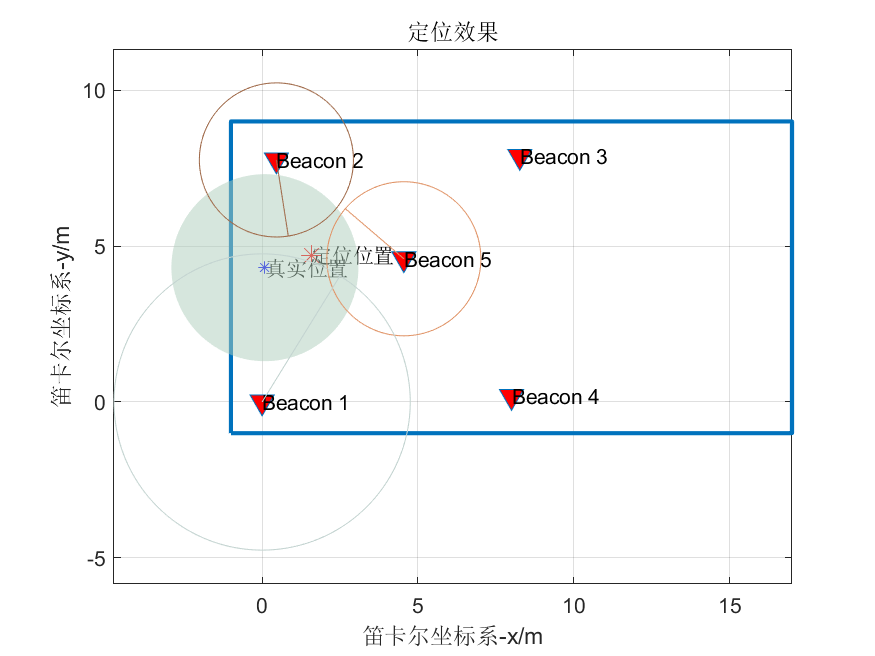 定位效果
10
5
0
-5
笛卡尔坐标系-y/m
Beacon 2
Beacon 3
定位位置
Beacon 5
真实位置
Beacon 1
Beacon 4
0
5
10
15
笛卡尔坐标系-x/m